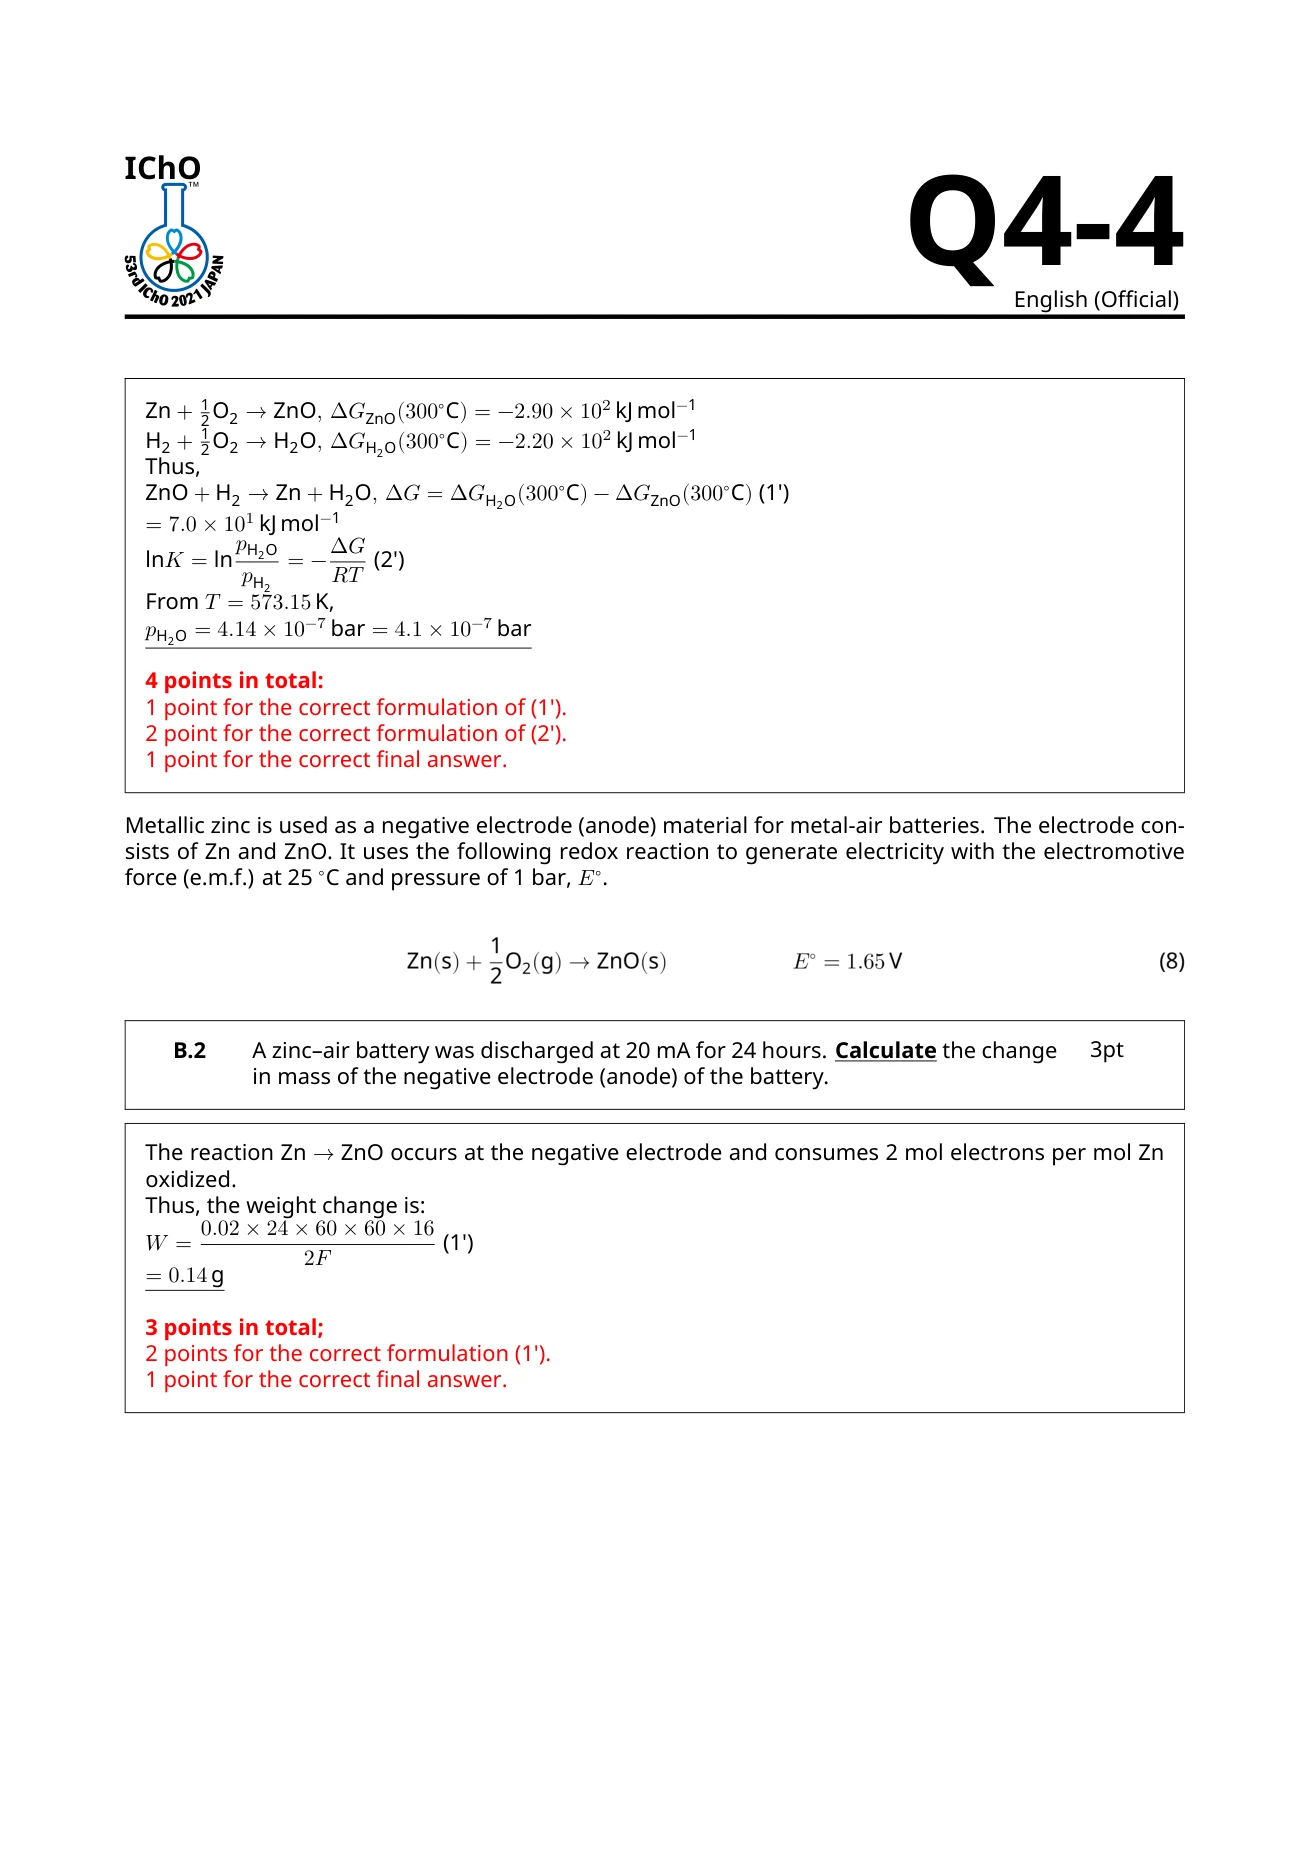 IChO
TM
53rd IChO 2021 JAPAN
Q4-4
English (Official)
Zn + 1/2 O₂ → ZnO, ΔG_ZnO(300°C) = −2.90 × 10² kJ mol⁻¹
H₂ + 1/2 O₂ → H₂O, ΔG_H₂O(300°C) = −2.20 × 10² kJ mol⁻¹
Thus,
ZnO + H₂ → Zn + H₂O, ΔG = ΔG_H₂O(300°C) − ΔG_ZnO(300°C) (1')
= 7.0 × 10¹ kJ mol⁻¹
lnK = ln p_H₂O / p_H₂ = − ΔG / RT (2')
From T = 573.15 K,
p_H₂O = 4.14 × 10⁻⁷ bar = 4.1 × 10⁻⁷ bar
4 points in total:
1 point for the correct formulation of (1').
2 point for the correct formulation of (2').
1 point for the correct final answer.
Metallic zinc is used as a negative electrode (anode) material for metal-air batteries. The electrode con-
sists of Zn and ZnO. It uses the following redox reaction to generate electricity with the electromotive
force (e.m.f.) at 25 °C and pressure of 1 bar, E°.
Zn(s) + 1/2 O₂(g) → ZnO(s) E° = 1.65 V (8)
B.2 A zinc–air battery was discharged at 20 mA for 24 hours. Calculate the change 3pt
in mass of the negative electrode (anode) of the battery.
The reaction Zn → ZnO occurs at the negative electrode and consumes 2 mol electrons per mol Zn
oxidized.
Thus, the weight change is:
W = 0.02 × 24 × 60 × 60 × 16 / 2F (1')
= 0.14 g
3 points in total;
2 points for the correct formulation (1').
1 point for the correct final answer.